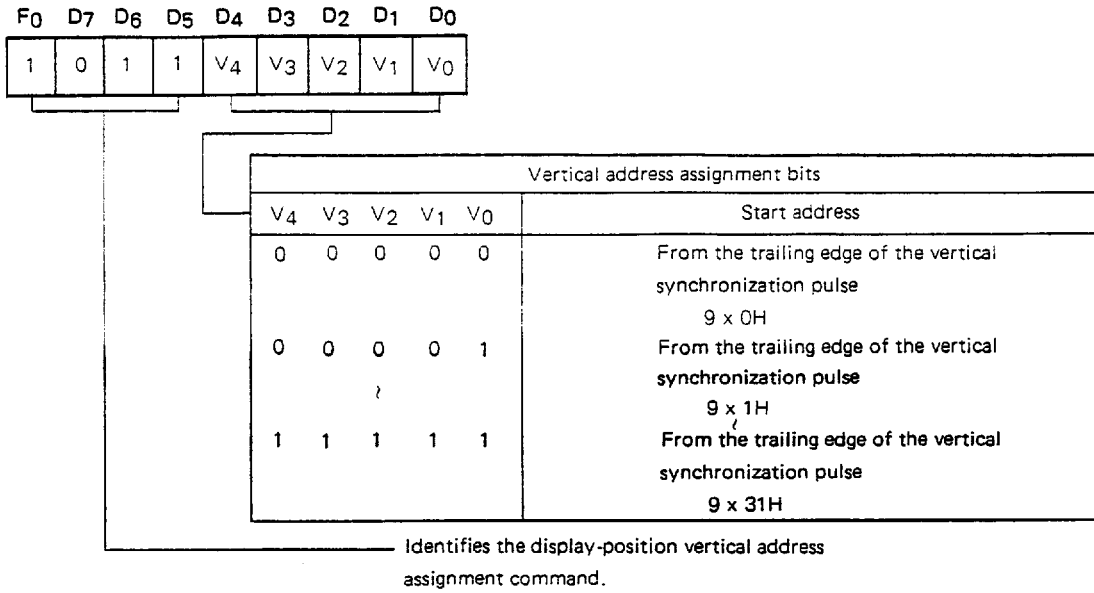 F0 D7 D6 D5 D4 D3 D2 D1 D0
1 0 1 1 V4 V3 V2 V1 V0
Vertical address assignment bits
V4 V3 V2 V1 V0 Start address
0 0 0 0 0 From the trailing edge of the vertical
synchronization pulse
9 x 0H
0 0 0 0 1 From the trailing edge of the vertical
synchronization pulse
≀ 9 x 1H
≀
1 1 1 1 1 From the trailing edge of the vertical
synchronization pulse
9 x 31H
Identifies the display-position vertical address
assignment command.